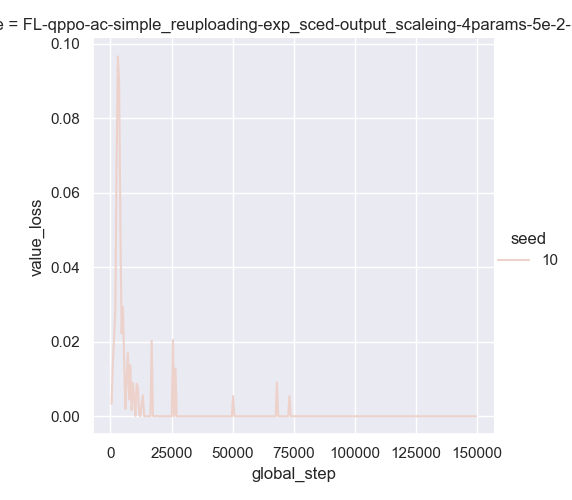 e = FL-qppo-ac-simple_reuploading-exp_sced-output_scaleing-4params-5e-2-
0.10
0.08
0.06
0.04
0.02
0.00
value_loss
0 25000 50000 75000 100000 125000 150000
global_step
seed
10